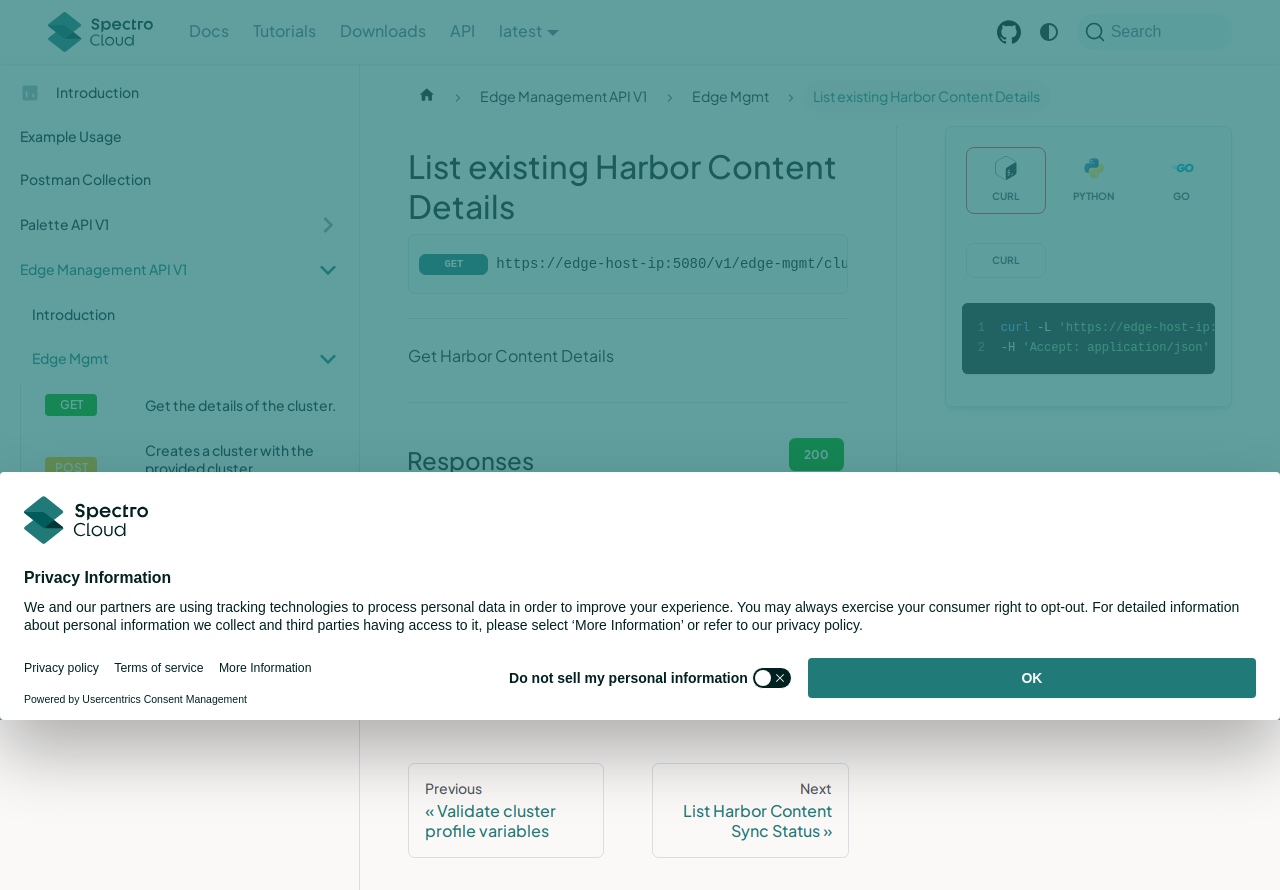 Spectro
Cloud
Docs
Tutorials
Downloads
API
latest
Search
Introduction
Example Usage
Postman Collection
Palette API V1
Edge Management API V1
Introduction
Edge Mgmt
GET
Get the details of the cluster.
POST
Creates a cluster with the
provided cluster
Edge Management API V1
Edge Mgmt
List existing Harbor Content Details
List existing Harbor Content
Details
GET
https://edge-host-ip:5080/v1/edge-mgmt/clu
Get Harbor Content Details
Responses
200
CURL
PYTHON
GO
CURL
1 curl -L 'https://edge-host-ip:
2 -H 'Accept: application/json'
Spectro
Cloud
Privacy Information
We and our partners are using tracking technologies to process personal data in order to improve your experience. You may always exercise your consumer right to opt-out. For detailed information
about personal information we collect and third parties having access to it, please select ‘More Information’ or refer to our privacy policy.
Privacy policy
Terms of service
More Information
Powered by Usercentrics Consent Management
Do not sell my personal information
OK
Previous
« Validate cluster
profile variables
Next
List Harbor Content
Sync Status »